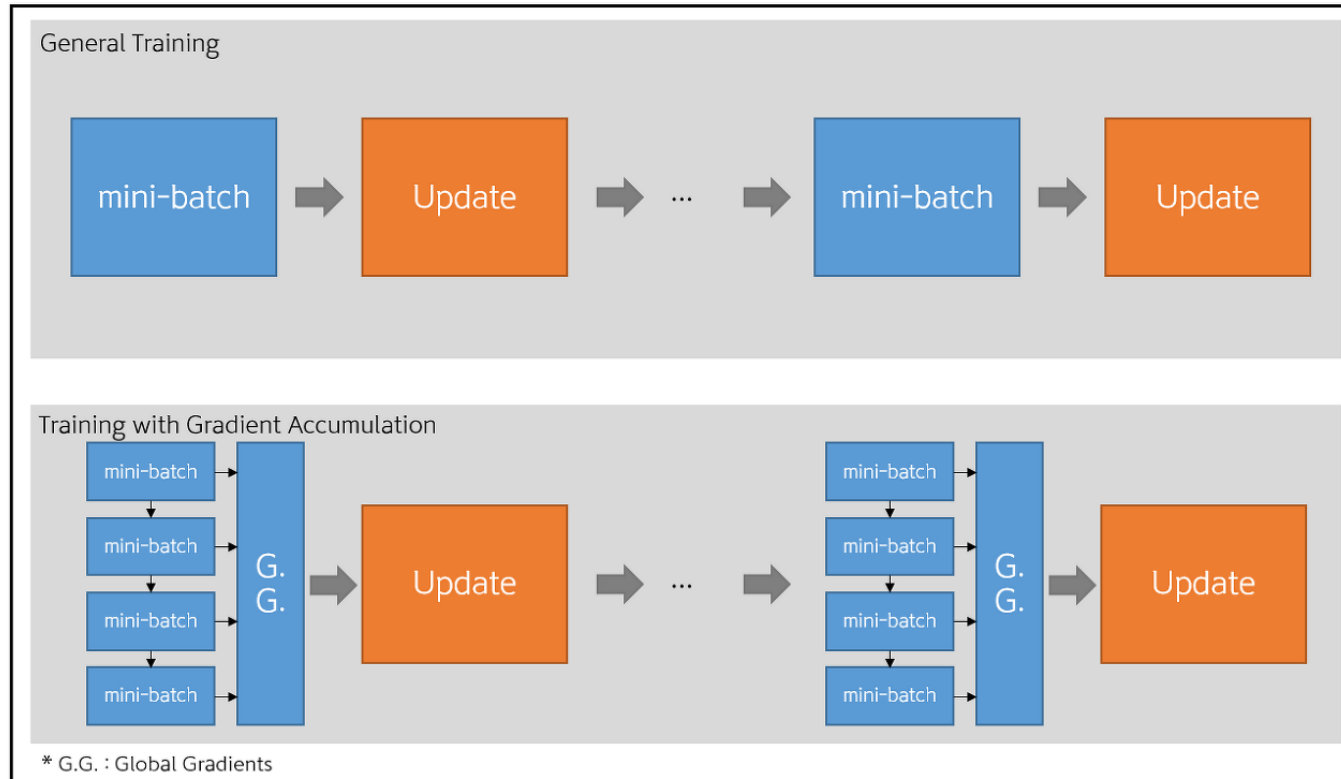 General Training
mini-batch
Update
...
mini-batch
Update
Training with Gradient Accumulation
mini-batch
mini-batch
mini-batch
mini-batch
G.
G.
Update
...
mini-batch
mini-batch
mini-batch
mini-batch
G.
G.
Update
* G.G. : Global Gradients